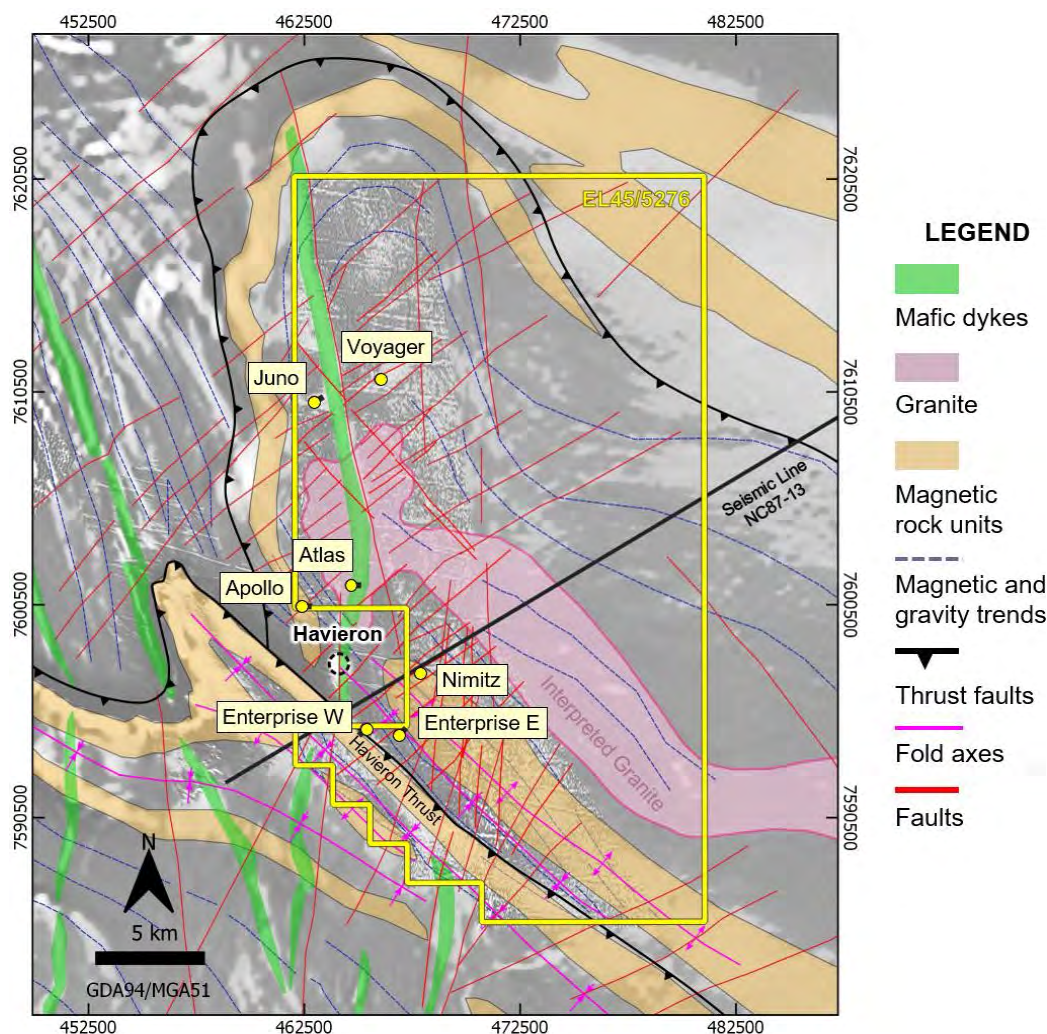 452500
462500
472500
482500
7620500
7620500
EL45/5276
Voyager
Juno
7610500
7610500
Seismic Line
NC87-13
Atlas
Apollo
7600500
7600500
Havieron
Nimitz
Enterprise W
Enterprise E
Interpreted Granite
Havieron Thrust
7590500
7590500
N
5 km
GDA94/MGA51
452500
462500
472500
482500
LEGEND
Mafic dykes
Granite
Magnetic
rock units
Magnetic and
gravity trends
Thrust faults
Fold axes
Faults